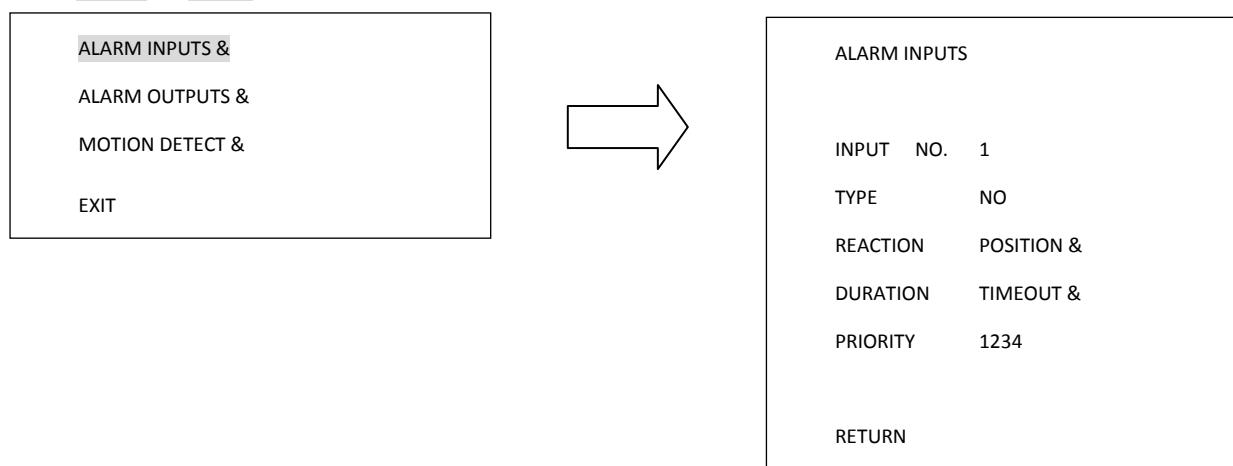 ALARM INPUTS &
ALARM OUTPUTS &
MOTION DETECT &
EXIT
ALARM INPUTS
INPUT NO. 1
TYPE NO
REACTION POSITION &
DURATION TIMEOUT &
PRIORITY 1234
RETURN